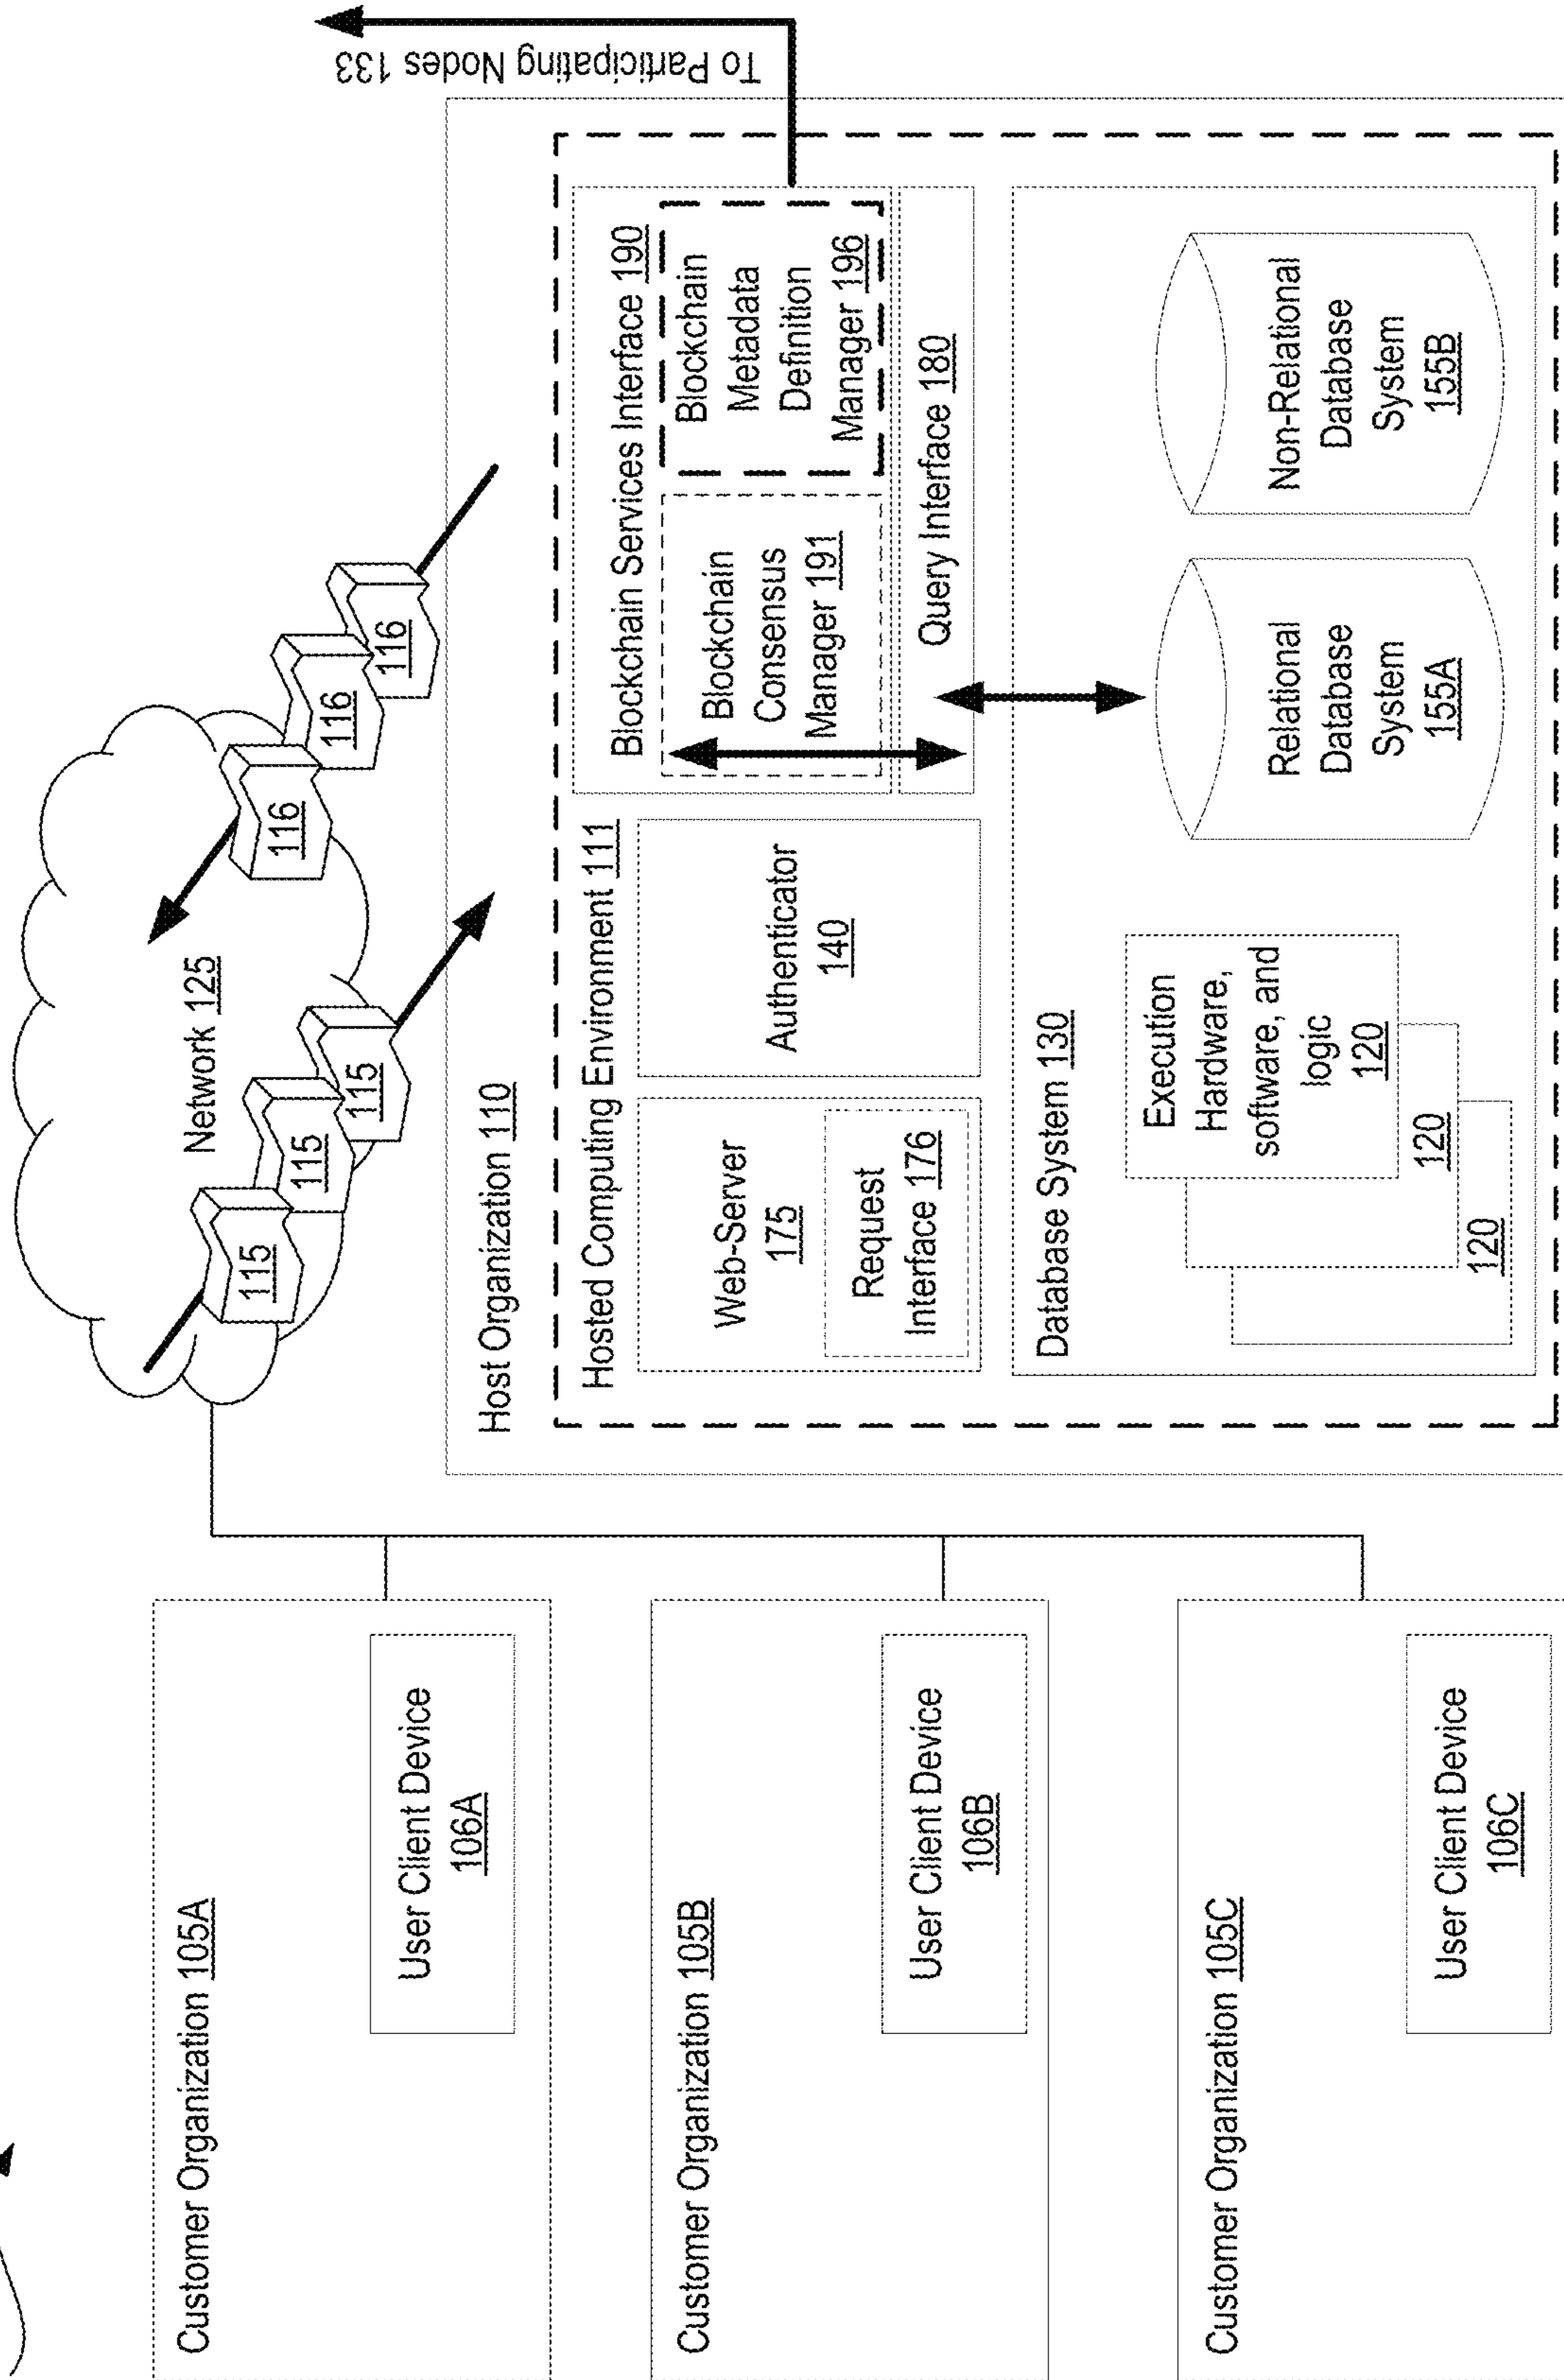 Customer Organization 105A
User Client Device
106A
Customer Organization 105B
User Client Device
106B
Customer Organization 105C
User Client Device
106C
Network 125
115
115
115
116
116
116
To Participating Nodes 133
Host Organization 110
Hosted Computing Environment 111
Web-Server
175
Request
Interface 176
Authenticator
140
Blockchain Services Interface 190
Blockchain
Consensus
Manager 191
Blockchain
Metadata
Definition
Manager 196
Query Interface 180
Database System 130
Execution
Hardware,
software, and
logic
120
120
120
Relational
Database
System
155A
Non-Relational
Database
System
155B